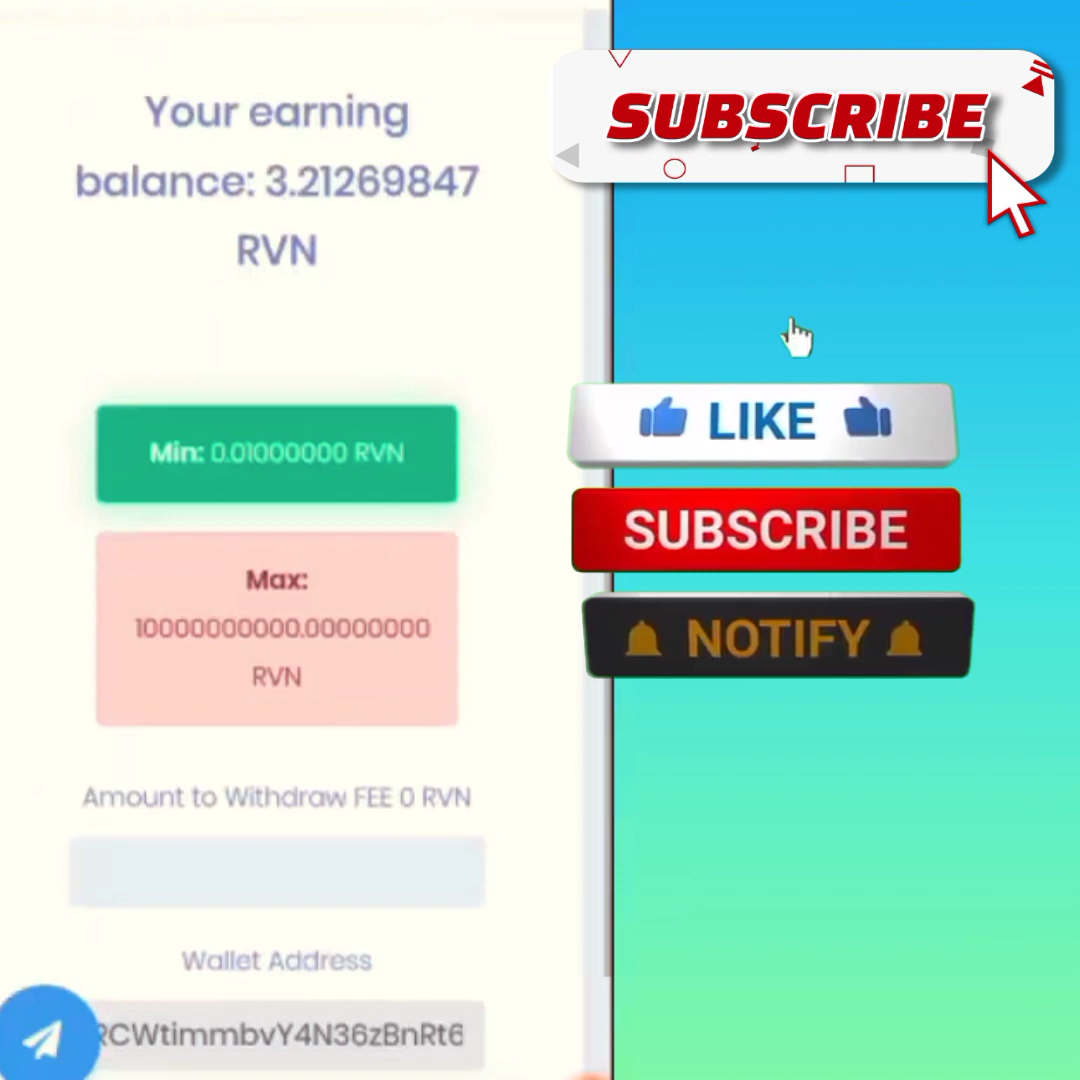 Your earning
balance: 3.21269847
RVN
Min: 0.01000000 RVN
Max:
10000000000.00000000
RVN
Amount to Withdraw FEE 0 RVN
Wallet Address
RCWtimmbvY4N36zBnRt6
SUBSCRIBE
LIKE
SUBSCRIBE
NOTIFY